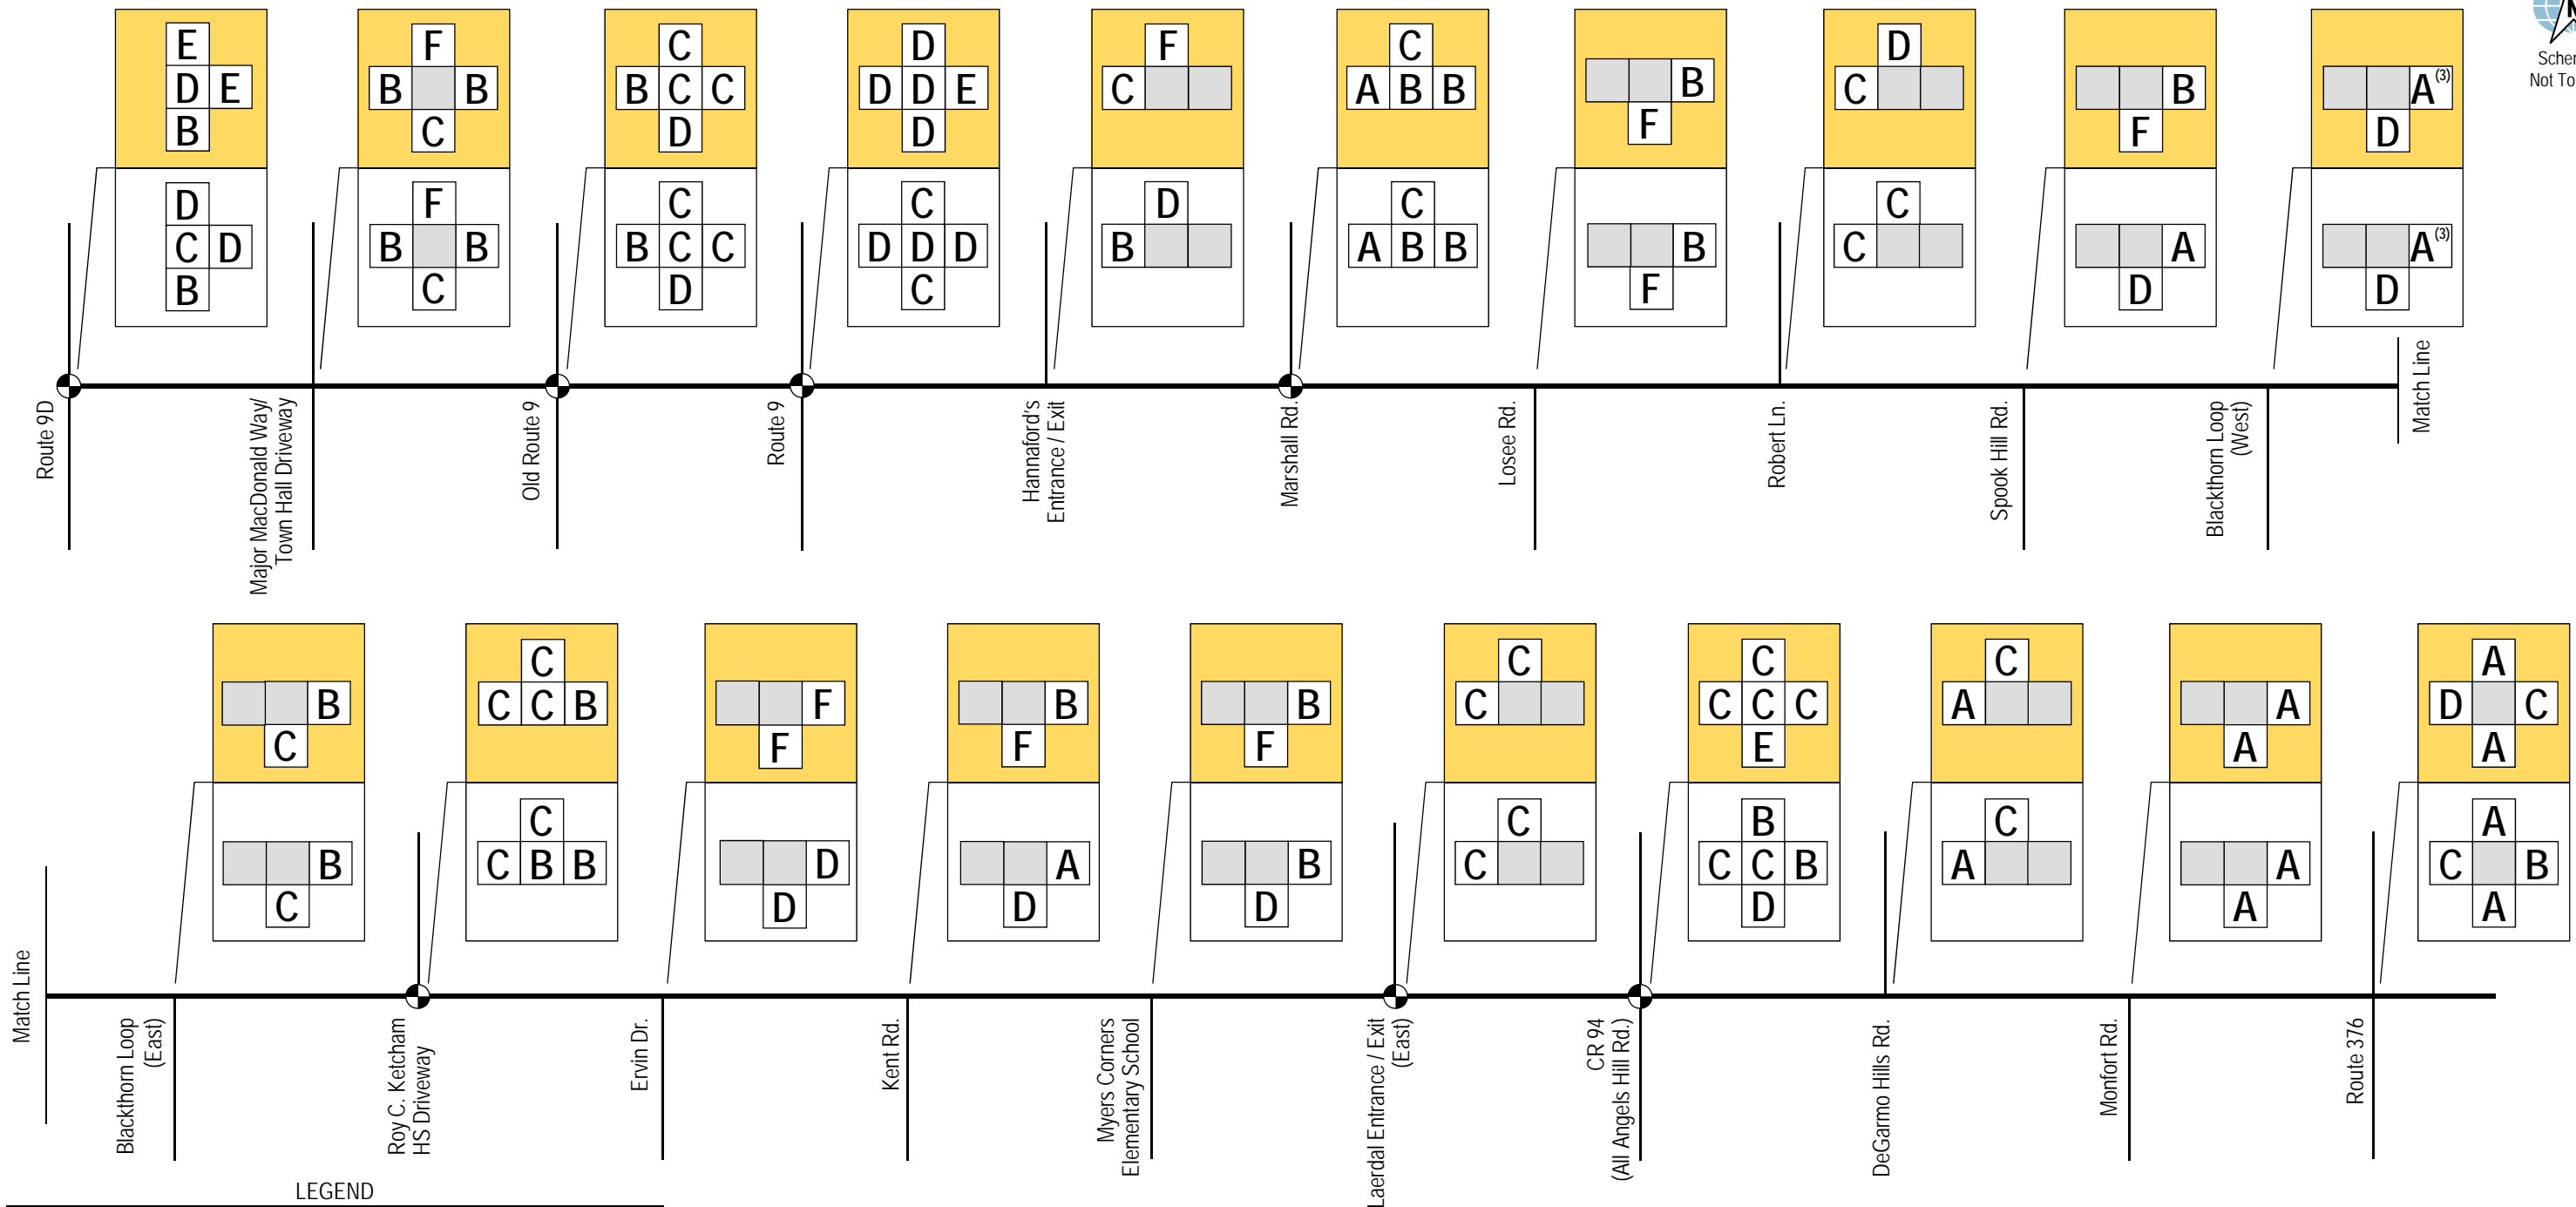 Not To
E
D E
B
D
C D
B
F
B B
C
F
B B
C
C
B C C
D
C
B C C
D
D
D D E
D
C
D D D
C
F
C
D
B
C
A B B
C
A B B
B
F
B
F
D
C
C
C
B
F
A
D
A(3)
D
A(3)
D
Route 9D
Major MacDonald Way/
Town Hall Driveway
Old Route 9
Route 9
Hannaford's
Entrance / Exit
Marshall Rd.
Losee Rd.
Robert Ln.
Spook Hill Rd.
Blackthorn Loop
(West)
Match Line
B
C
B
C
C
C C B
C
C B B
F
F
D
D
B
F
A
D
B
F
B
D
C
C
C
C
C
C C C
E
B
C C B
D
C
A
C
A
A
A
A
A
A
D C
A
A
C B
A
Match Line
Blackthorn Loop
(East)
Roy C. Ketcham
HS Driveway
Ervin Dr.
Kent Rd.
Myers Corners
Elementary School
Laerdal Entrance / Exit
(East)
CR 94
(All Angels Hill Rd.)
DeGarmo Hills Rd.
Monfort Rd.
Route 376
LEGEND